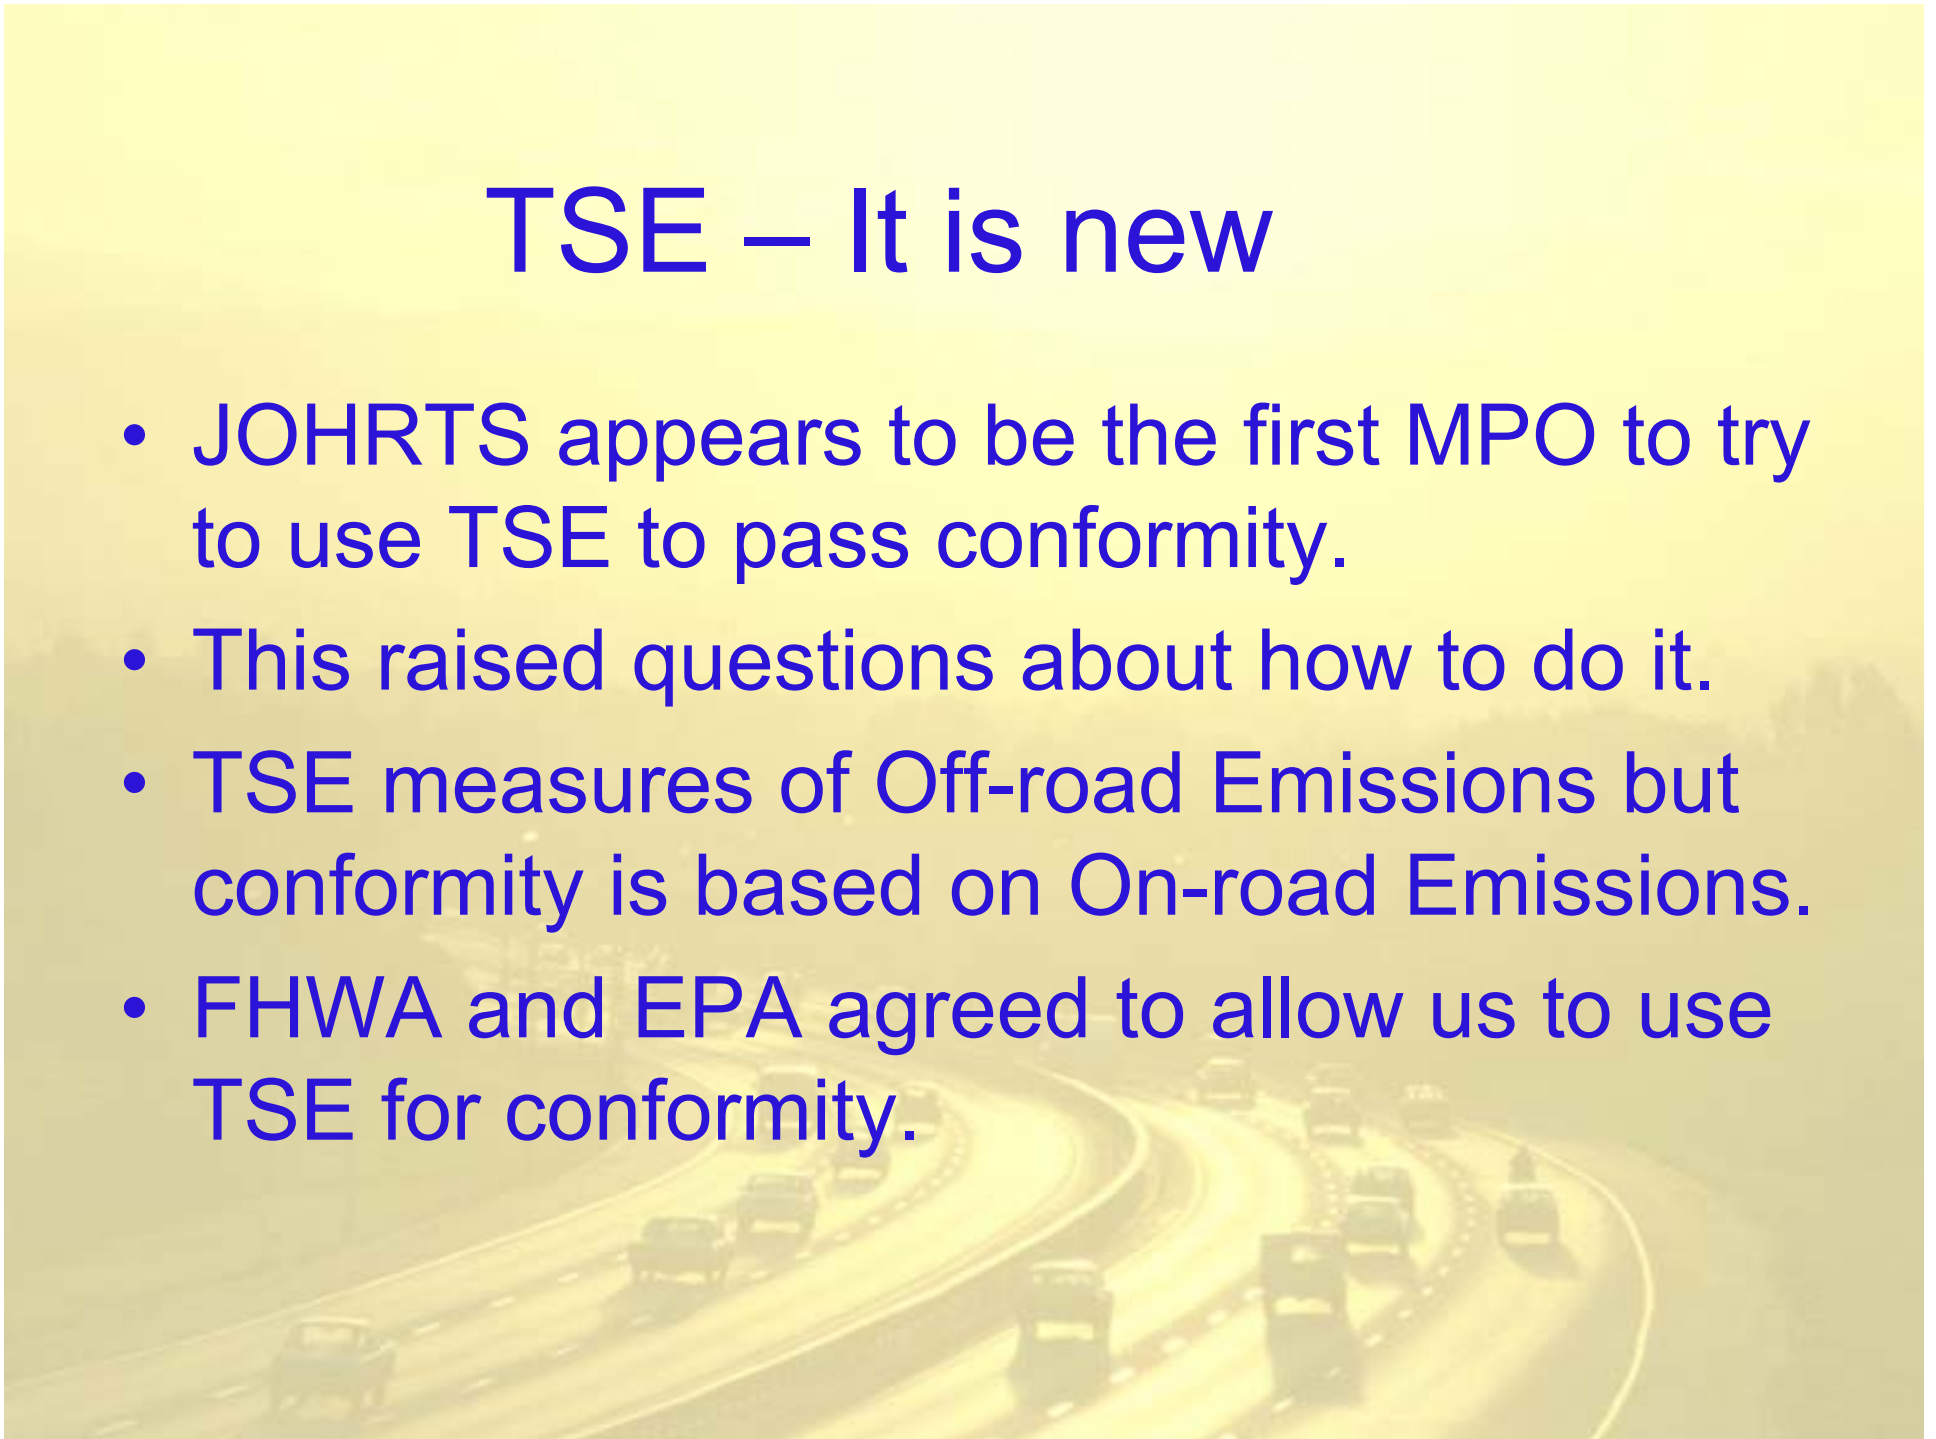 TSE – It is new
• JOHRTS appears to be the first MPO to try
to use TSE to pass conformity.
• This raised questions about how to do it.
• TSE measures of Off-road Emissions but
conformity is based on On-road Emissions.
• FHWA and EPA agreed to allow us to use
TSE for conformity.